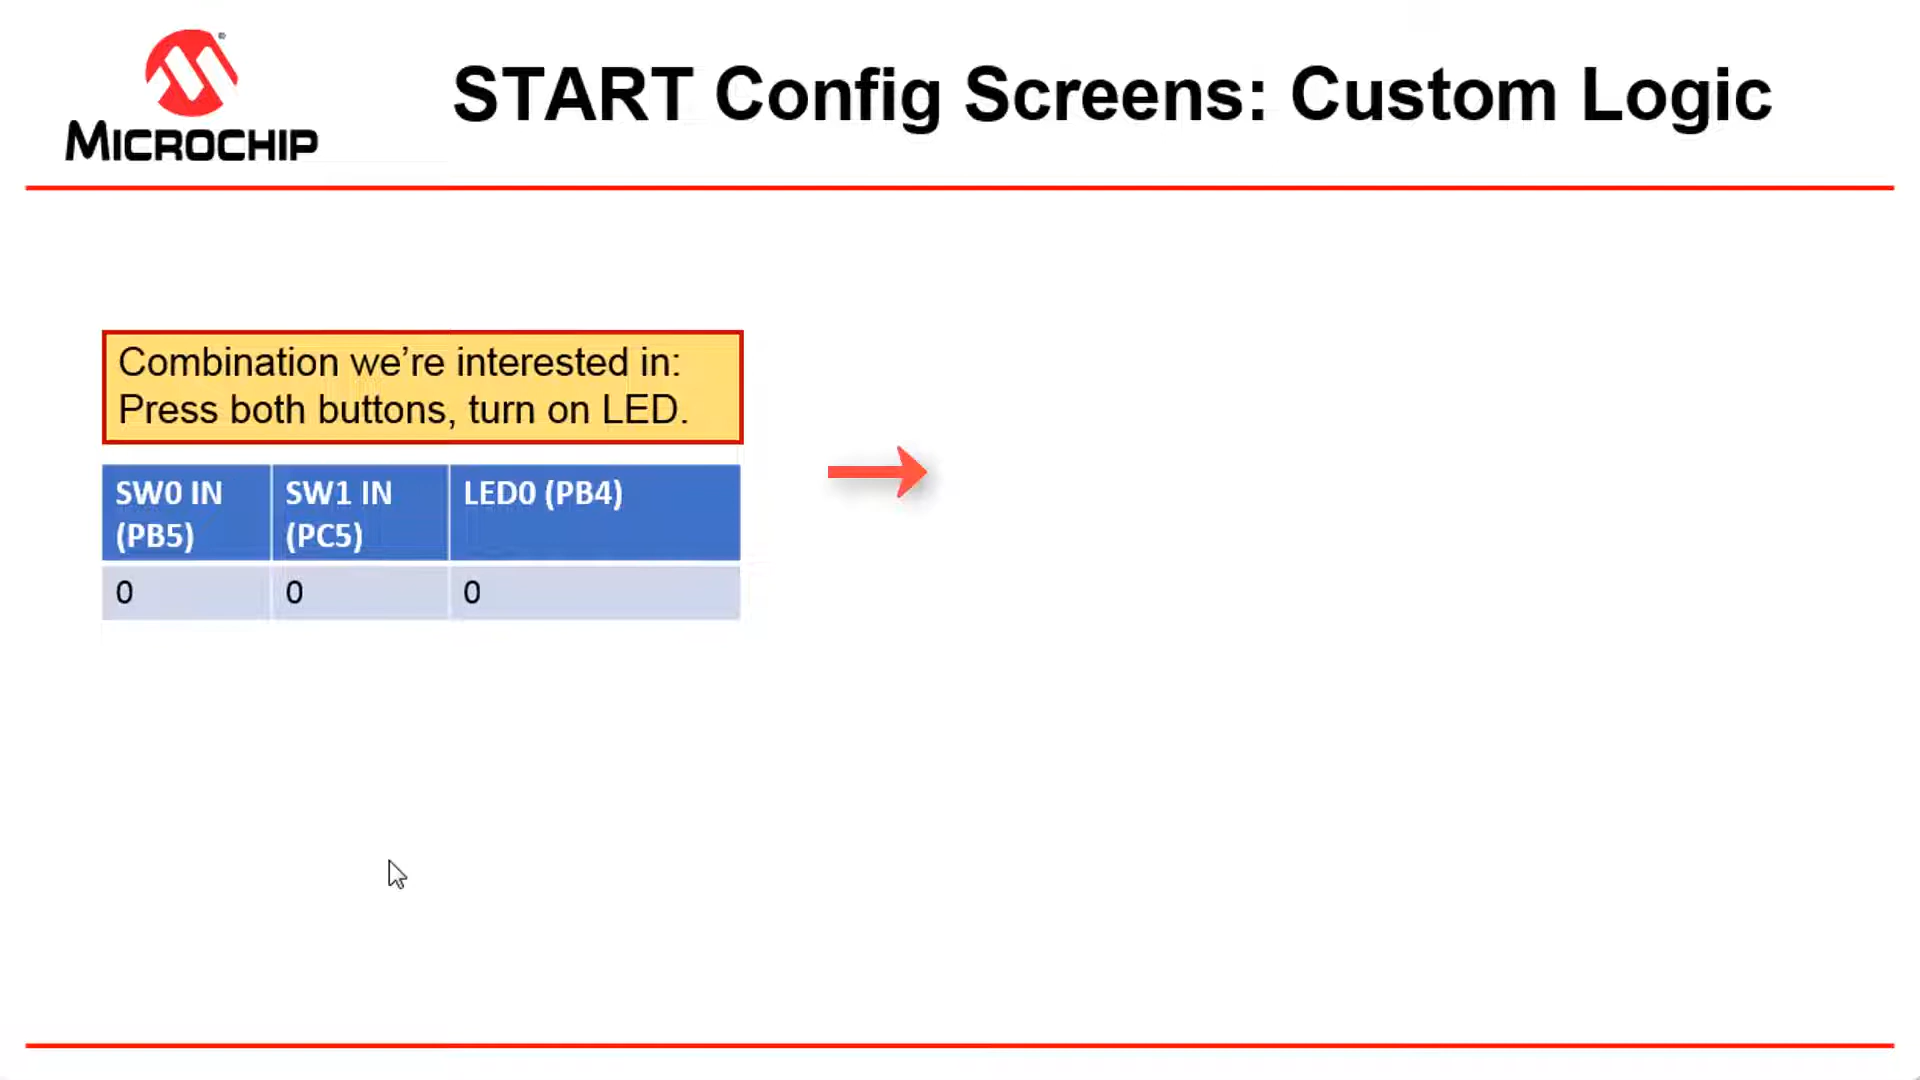 MICROCHIP
START Config Screens: Custom Logic
Combination we’re interested in:
Press both buttons, turn on LED.
SW0 IN (PB5) SW1 IN (PC5) LED0 (PB4)
0 0 0